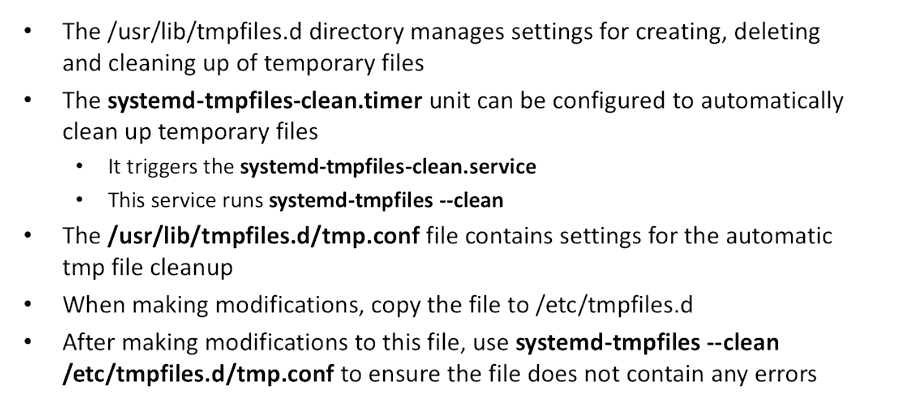 • The /usr/lib/tmpfiles.d directory manages settings for creating, deleting
and cleaning up of temporary files
• The systemd-tmpfiles-clean.timer unit can be configured to automatically
clean up temporary files
• It triggers the systemd-tmpfiles-clean.service
• This service runs systemd-tmpfiles --clean
• The /usr/lib/tmpfiles.d/tmp.conf file contains settings for the automatic
tmp file cleanup
• When making modifications, copy the file to /etc/tmpfiles.d
• After making modifications to this file, use systemd-tmpfiles --clean
/etc/tmpfiles.d/tmp.conf to ensure the file does not contain any errors